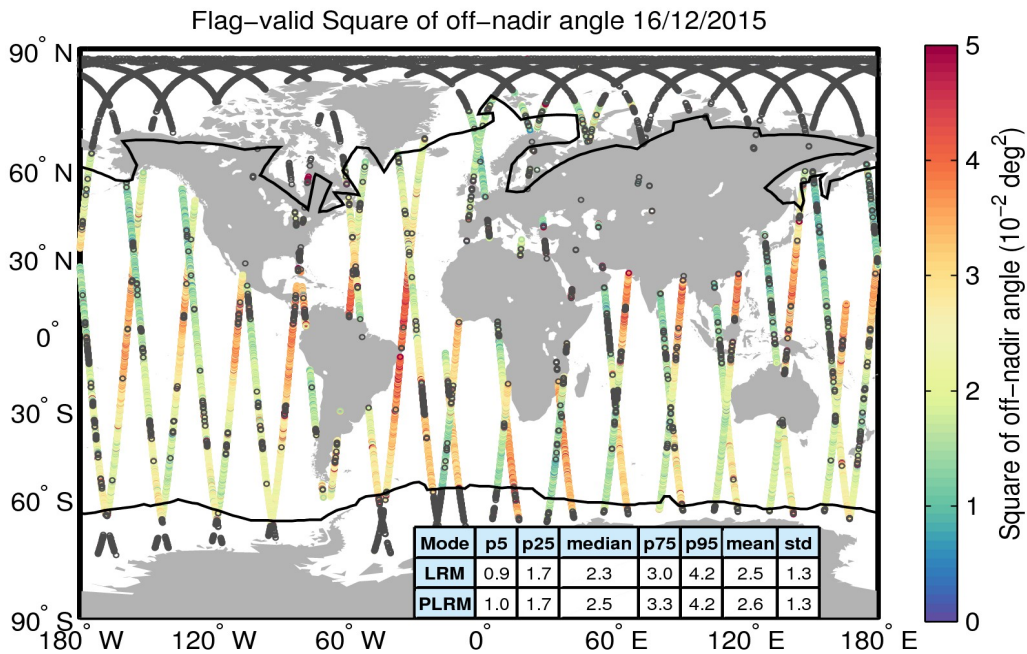 Flag−valid Square of off−nadir angle 16/12/2015
90° N
60° N
30° N
0°
30° S
60° S
90° S
180° W
120° W
60° W
0°
60° E
120° E
180° E
Mode p5 p25 median p75 p95 mean std
LRM 0.9 1.7 2.3 3.0 4.2 2.5 1.3
PLRM 1.0 1.7 2.5 3.3 4.2 2.6 1.3
5
4
3
2
1
0
Square of off−nadir angle (10⁻² deg²)